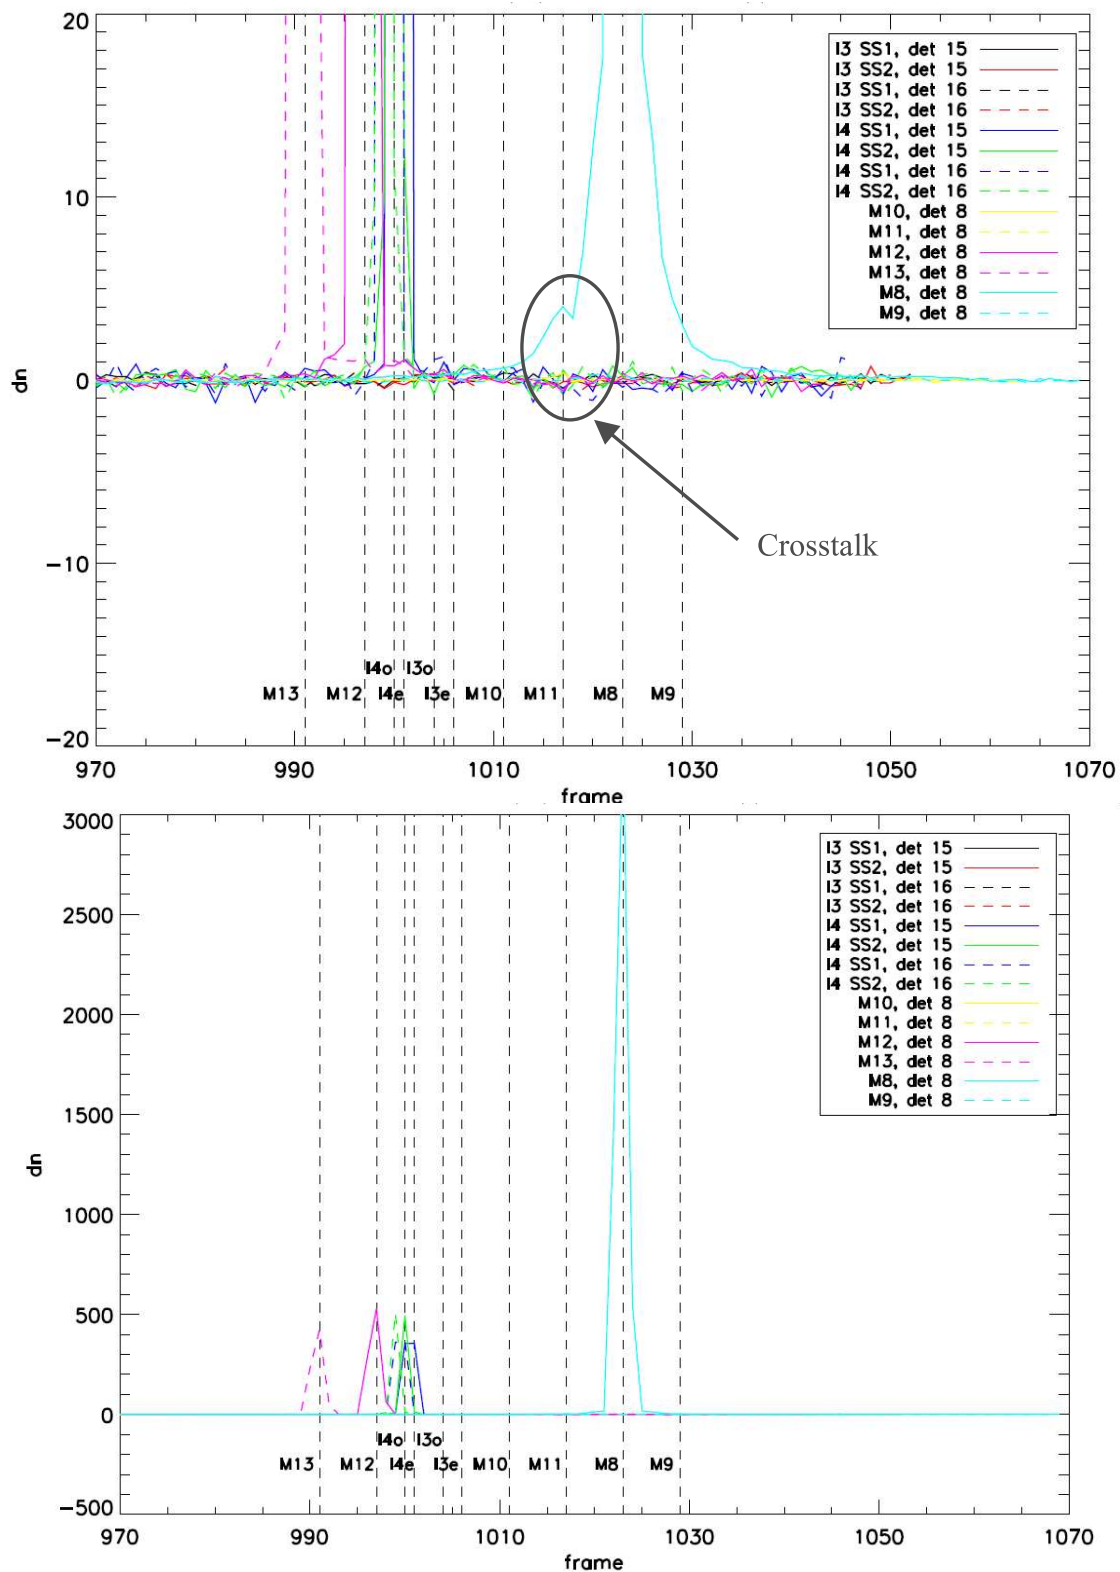 20
10
0
−10
−20
dn
I3 SS1, det 15
I3 SS2, det 15
I3 SS1, det 16
I3 SS2, det 16
I4 SS1, det 15
I4 SS2, det 15
I4 SS1, det 16
I4 SS2, det 16
M10, det 8
M11, det 8
M12, det 8
M13, det 8
M8, det 8
M9, det 8
Crosstalk
I4o I3o
M13 M12 I4e I3e M10 M11 M8 M9
970 990 1010 1030 1050 1070
frame
3000
2500
2000
1500
1000
500
0
−500
dn
I3 SS1, det 15
I3 SS2, det 15
I3 SS1, det 16
I3 SS2, det 16
I4 SS1, det 15
I4 SS2, det 15
I4 SS1, det 16
I4 SS2, det 16
M10, det 8
M11, det 8
M12, det 8
M13, det 8
M8, det 8
M9, det 8
I4o I3o
M13 M12 I4e I3e M10 M11 M8 M9
970 990 1010 1030 1050 1070
frame